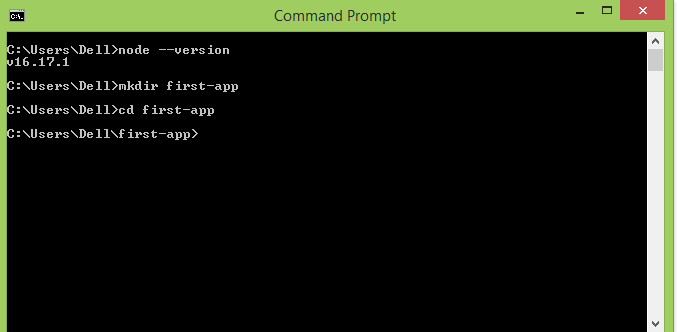 Command Prompt
C:\Users\Dell>node --version
v16.17.1
C:\Users\Dell>mkdir first-app
C:\Users\Dell>cd first-app
C:\Users\Dell\first-app>